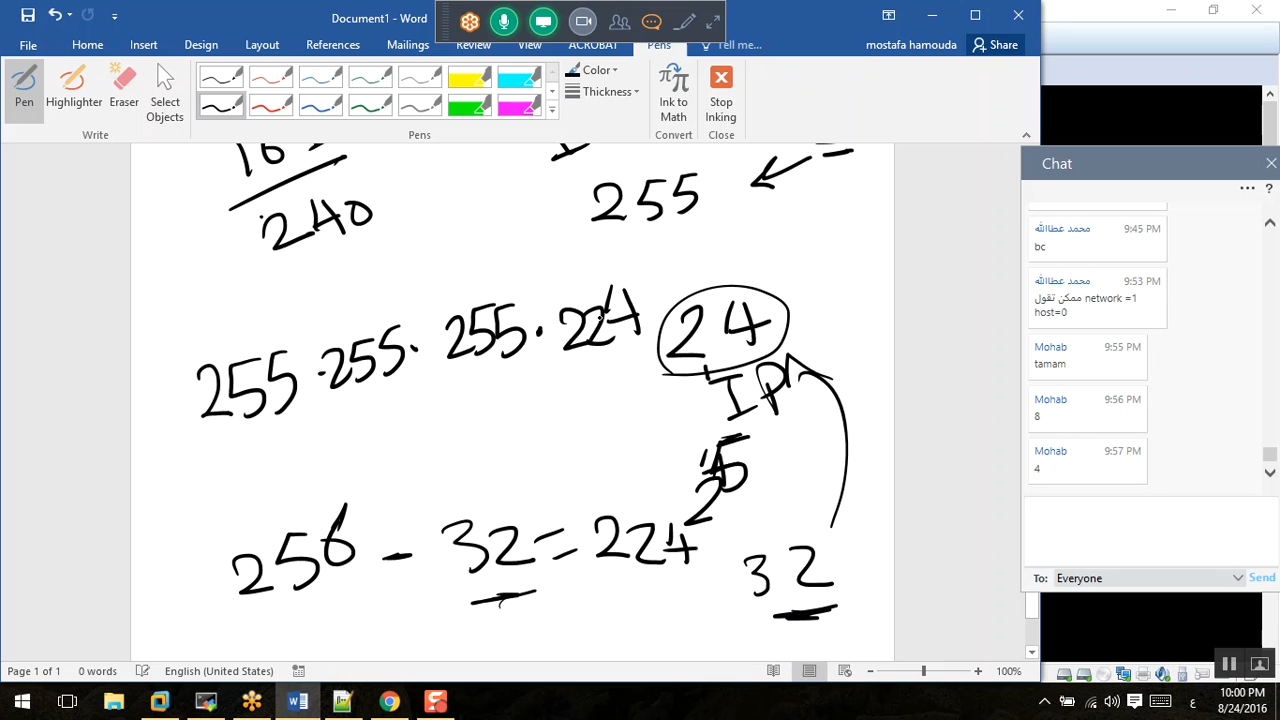 Document1 - Word
File Home Insert Design Layout References Mailings Review View ACROBAT Pens Tell me... mostafa hamouda Share
Pen Highlighter Eraser Select Objects
Color
Thickness
Ink to Math Stop Inking
Write Pens Convert Close
240
255
255 . 255 . 255 . 224 24
IP
256 - 32 = 224
32
Chat
محمد عطاالله 9:45 PM
bc
محمد عطاالله 9:53 PM
ممكن تقول network =1
host=0
Mohab 9:55 PM
tamam
Mohab 9:56 PM
8
Mohab 9:57 PM
4
To: Everyone Send
Page 1 of 1 0 words English (United States) 100%
10:00 PM
8/24/2016